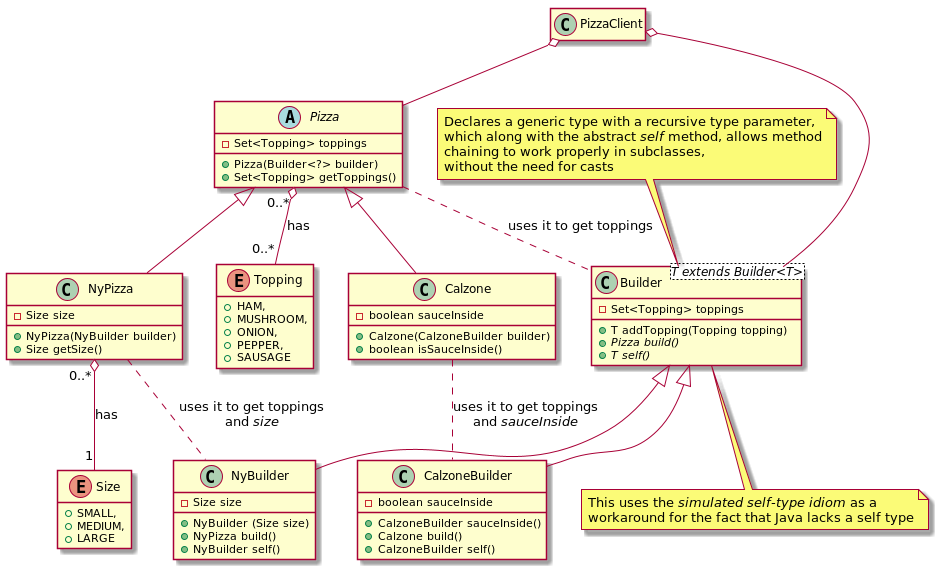 C PizzaClient
A Pizza
Set<Topping> toppings
Pizza(Builder<?> builder)
Set<Topping> getToppings()
Declares a generic type with a recursive type parameter,
which along with the abstract self method, allows method
chaining to work properly in subclasses,
without the need for casts
0..*
has
0..*
uses it to get toppings
C NyPizza
Size size
NyPizza(NyBuilder builder)
Size getSize()
E Topping
HAM,
MUSHROOM,
ONION,
PEPPER,
SAUSAGE
C Calzone
boolean sauceInside
Calzone(CalzoneBuilder builder)
boolean isSauceInside()
T extends Builder<T>
C Builder
Set<Topping> toppings
T addTopping(Topping topping)
Pizza build()
T self()
0..*
has
1
uses it to get toppings
and size
uses it to get toppings
and sauceInside
E Size
SMALL,
MEDIUM,
LARGE
C NyBuilder
Size size
NyBuilder (Size size)
NyPizza build()
NyBuilder self()
C CalzoneBuilder
boolean sauceInside
CalzoneBuilder sauceInside()
Calzone build()
CalzoneBuilder self()
This uses the simulated self-type idiom as a
workaround for the fact that Java lacks a self type